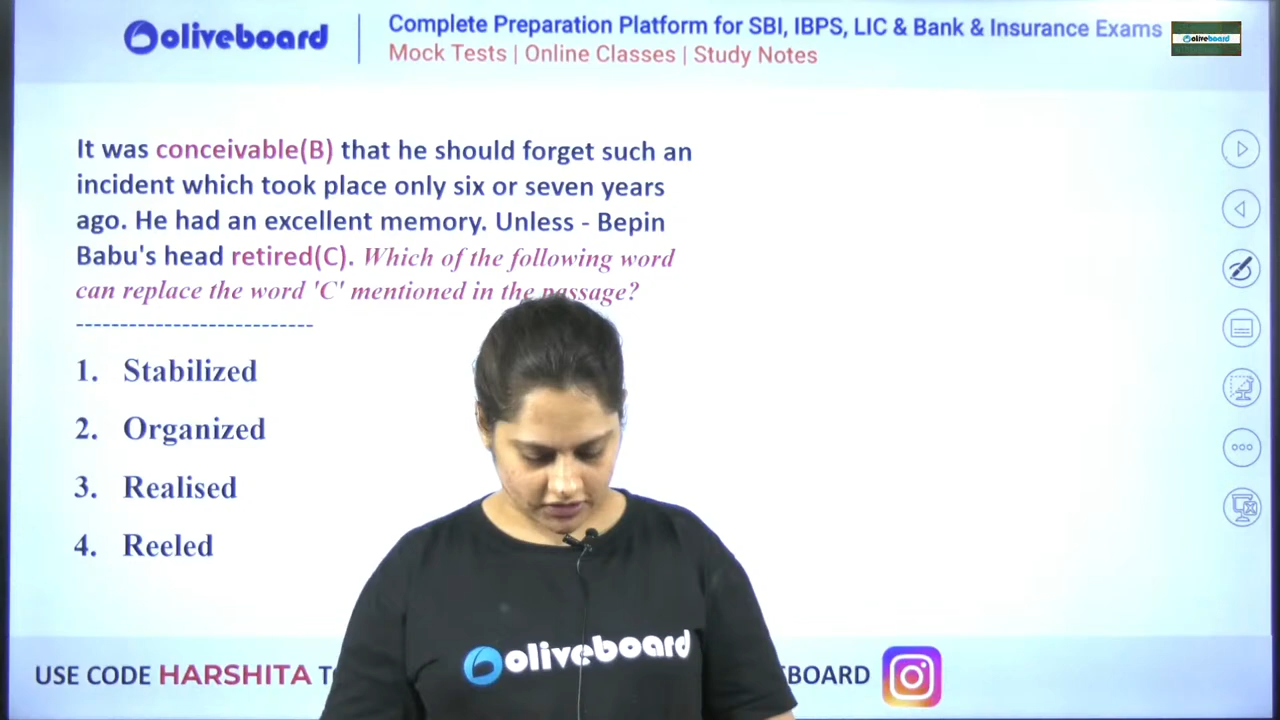 oliveboard
Complete Preparation Platform for SBI, IBPS, LIC & Bank & Insurance Exams
Mock Tests | Online Classes | Study Notes
oliveboard
It was conceivable(B) that he should forget such an
incident which took place only six or seven years
ago. He had an excellent memory. Unless - Bepin
Babu's head retired(C). Which of the following word
can replace the word 'C' mentioned in the passage?
---------------------------
1. Stabilized
2. Organized
3. Realised
4. Reeled
oliveboard
USE CODE HARSHITA
BOARD